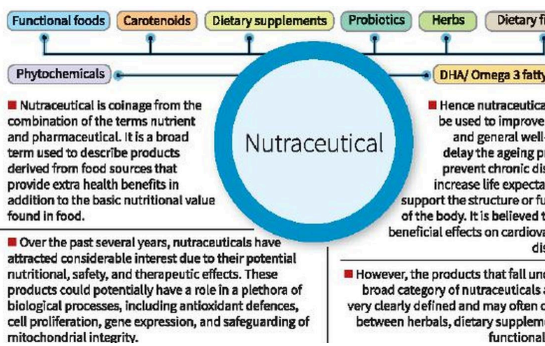 Functional foods Carotenoids Dietary supplements Probiotics Herbs Dietary
Phytochemicals DHA/ Omega 3 fatty
Nutraceutical
■ Nutraceutical is coinage from the
combination of the terms nutrient
and pharmaceutical. It is a broad
term used to describe products
derived from food sources that
provide extra health benefits in
addition to the basic nutritional value
found in food.
■ Over the past several years, nutraceuticals have
attracted considerable interest due to their potential
nutritional, safety, and therapeutic effects. These
products could potentially have a role in a plethora of
biological processes, including antioxidant defences,
cell proliferation, gene expression, and safeguarding of
mitochondrial integrity.
■ Hence
be used to improve
and general
delay the ageing
prevent chronic
increase life
support the structure or
of the body. It is believed
beneficial effects on
■ However, the products that fall
broad category of nutraceuticals
very clearly defined and may often
between herbals, dietary